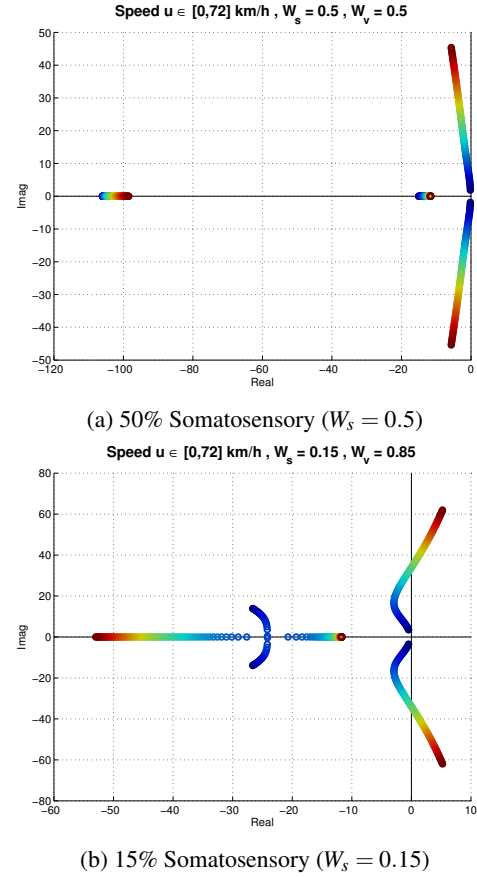 Speed u ∈ [0,72] km/h , W_s = 0.5 , W_v = 0.5
50
40
30
20
10
0
−10
−20
−30
−40
−50
Imag
−120 −100 −80 −60 −40 −20 0
Real
(a) 50% Somatosensory (W_s = 0.5)
Speed u ∈ [0,72] km/h , W_s = 0.15 , W_v = 0.85
80
60
40
20
0
−20
−40
−60
−80
Imag
−60 −50 −40 −30 −20 −10 0 10
Real
(b) 15% Somatosensory (W_s = 0.15)